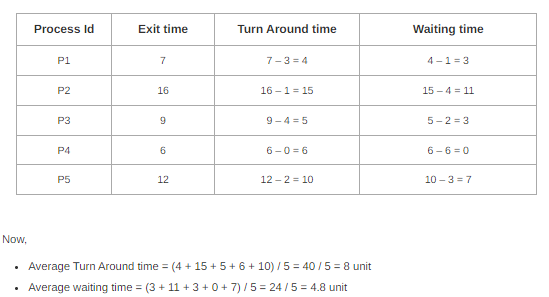 Process Id Exit time Turn Around time Waiting time
P1 7 7 – 3 = 4 4 – 1 = 3
P2 16 16 – 1 = 15 15 – 4 = 11
P3 9 9 – 4 = 5 5 – 2 = 3
P4 6 6 – 0 = 6 6 – 6 = 0
P5 12 12 – 2 = 10 10 – 3 = 7
Now,
• Average Turn Around time = (4 + 15 + 5 + 6 + 10) / 5 = 40 / 5 = 8 unit
• Average waiting time = (3 + 11 + 3 + 0 + 7) / 5 = 24 / 5 = 4.8 unit